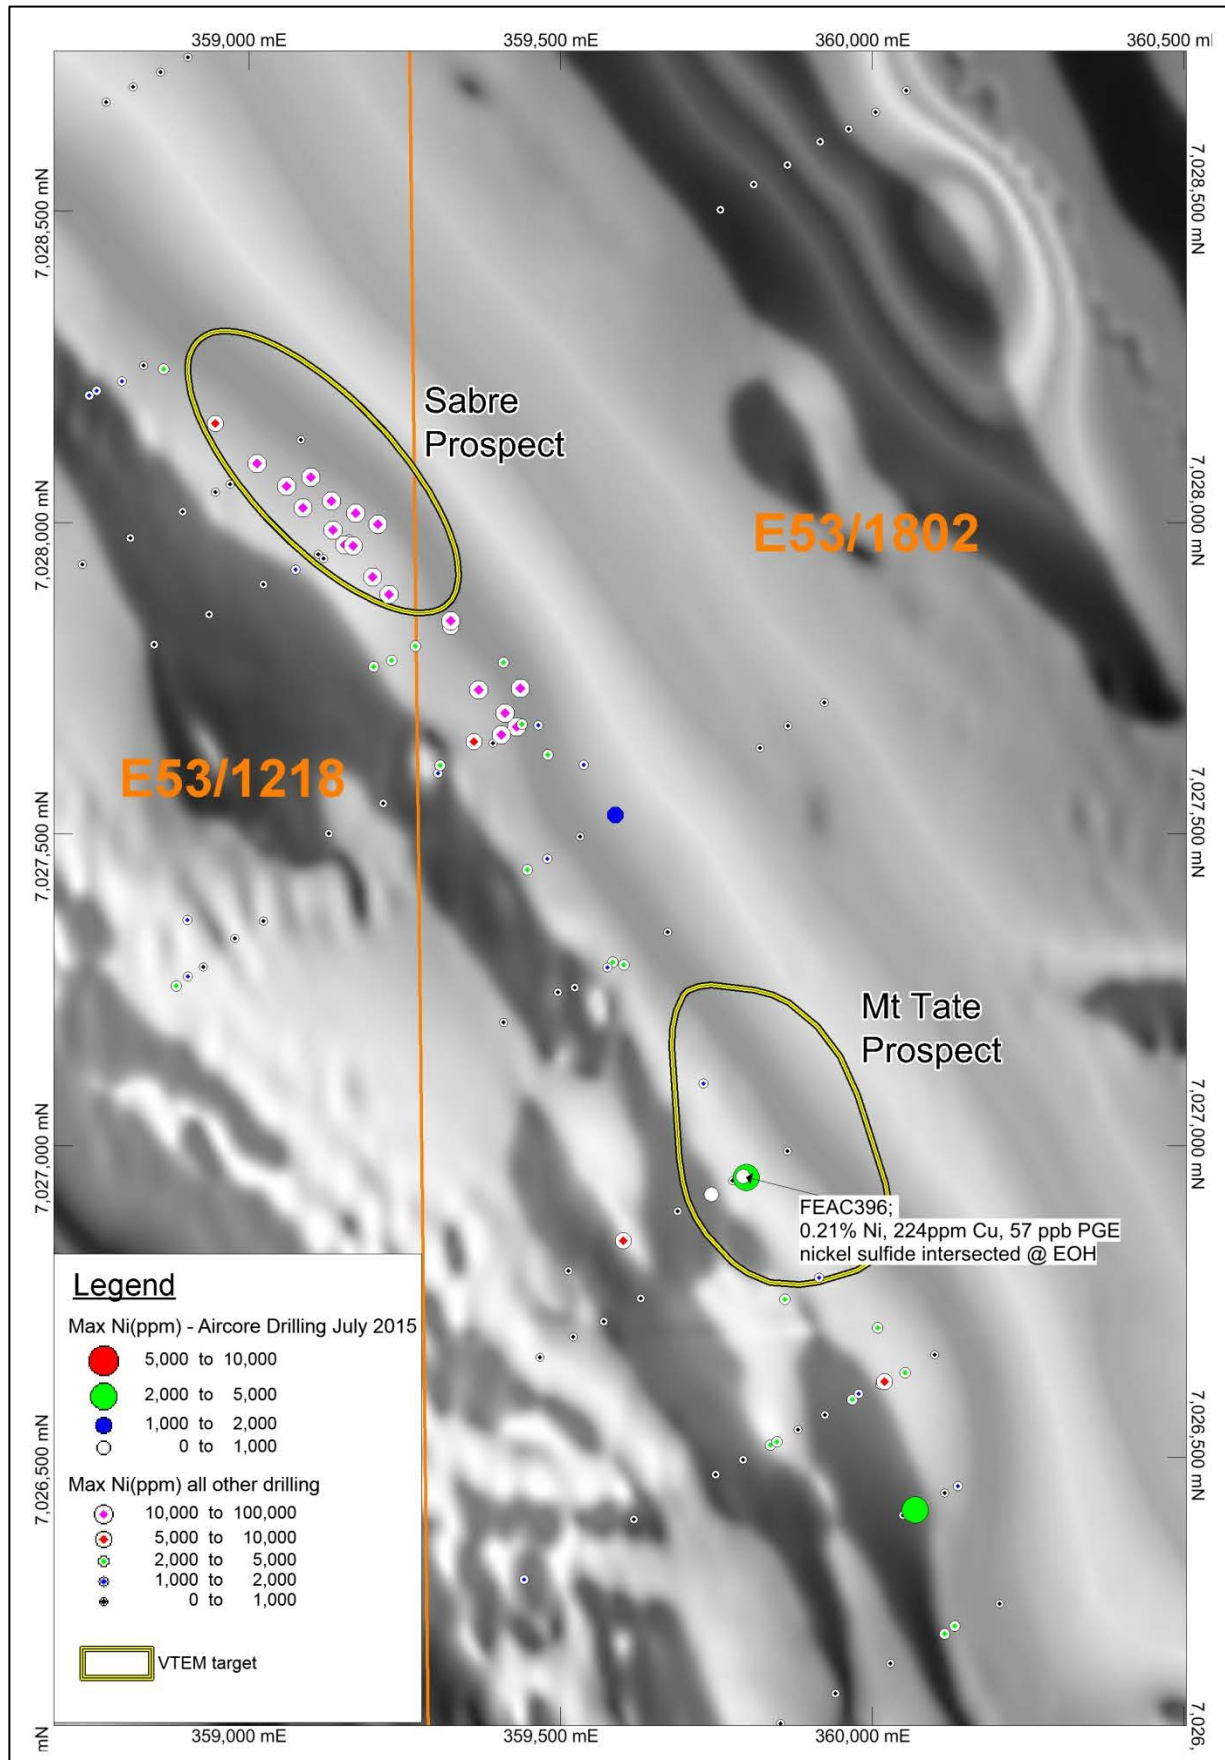 359,000 mE
359,500 mE
360,000 mE
360,500 m
7,028,500 mN
7,028,500 mN
Sabre
Prospect
7,028,000 mN
7,028,000 mN
E53/1802
E53/1218
7,027,500 mN
7,027,500 mN
Mt Tate
Prospect
7,027,000 mN
7,027,000 mN
FEAC396;
0.21% Ni, 224ppm Cu, 57 ppb PGE
nickel sulfide intersected @ EOH
Legend
Max Ni(ppm) - Aircore Drilling July 2015
5,000 to 10,000
2,000 to 5,000
1,000 to 2,000
0 to 1,000
Max Ni(ppm) all other drilling
10,000 to 100,000
5,000 to 10,000
2,000 to 5,000
1,000 to 2,000
0 to 1,000
VTEM target
7,026,500 mN
7,026,500 mN
mN
7,026,
359,000 mE
359,500 mE
360,000 mE